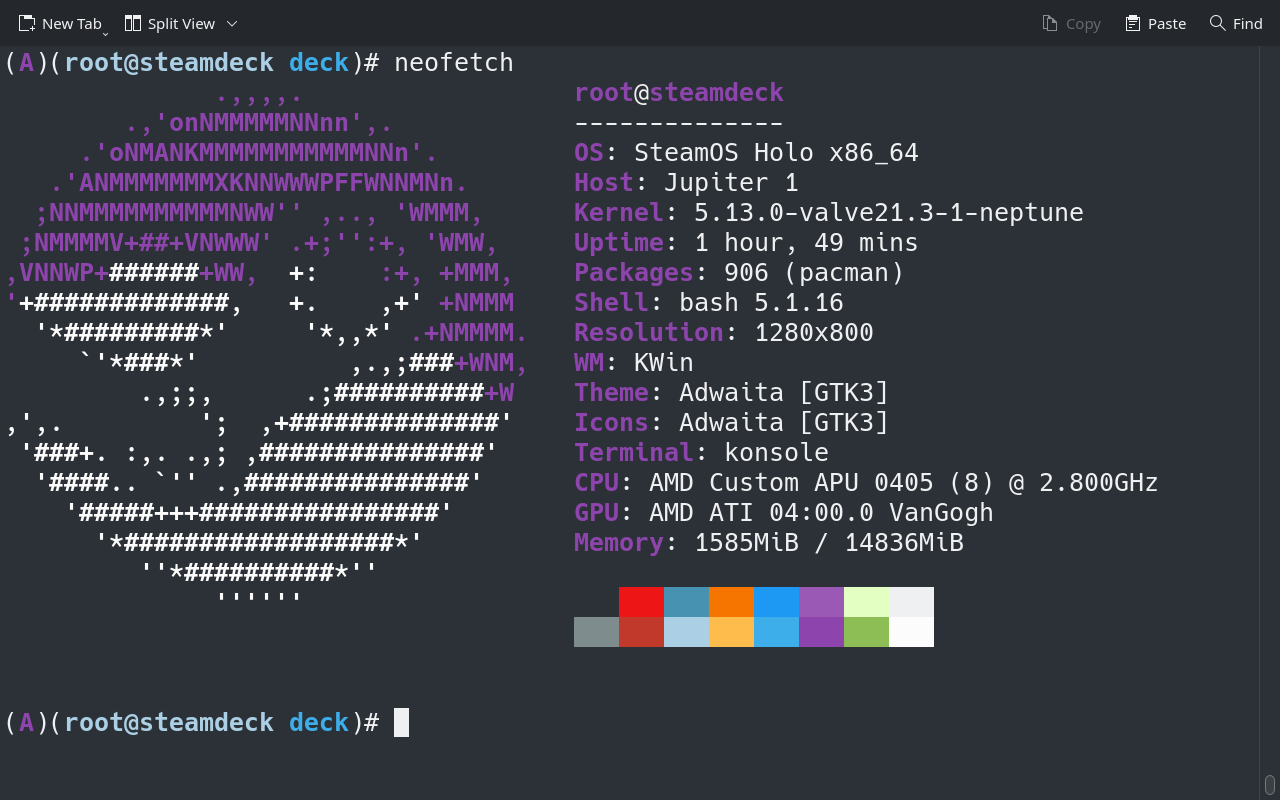 New Tab Split View Copy Paste Find
(A)(root@steamdeck deck)# neofetch
              .,,,,.                  root@steamdeck
        .,'onNMMMMMNNnn',.            --------------
     .'oNMANKMMMMMMMMMMMNNn'.         OS: SteamOS Holo x86_64
   .'ANMMMMMMMXKNNWWWPFFWNNMNn.       Host: Jupiter 1
  ;NNMMMMMMMMMMNWW'' ,.., 'WMMM,      Kernel: 5.13.0-valve21.3-1-neptune
 ;NMMMMV+##+VNWWW' .+;'':+, 'WMW,     Uptime: 1 hour, 49 mins
,VNNWP+######+WW,  +:    :+, +MMM,    Packages: 906 (pacman)
'+#############,   +.    ,+' +NMMM    Shell: bash 5.1.16
  '*#########*'     '*,,*' .+NMMMM.   Resolution: 1280x800
     `'*###*'          ,.,;###+WNM,   WM: KWin
         .,;;,      .;##########+W    Theme: Adwaita [GTK3]
,',.         ';  ,+##############'    Icons: Adwaita [GTK3]
 '###+. :,. .,; ,###############'     Terminal: konsole
  '####.. `'' .,###############'      CPU: AMD Custom APU 0405 (8) @ 2.800GHz
    '#####+++################'        GPU: AMD ATI 04:00.0 VanGogh
      '*##################*'          Memory: 1585MiB / 14836MiB
         ''*##########*''
              ''''''
(A)(root@steamdeck deck)#